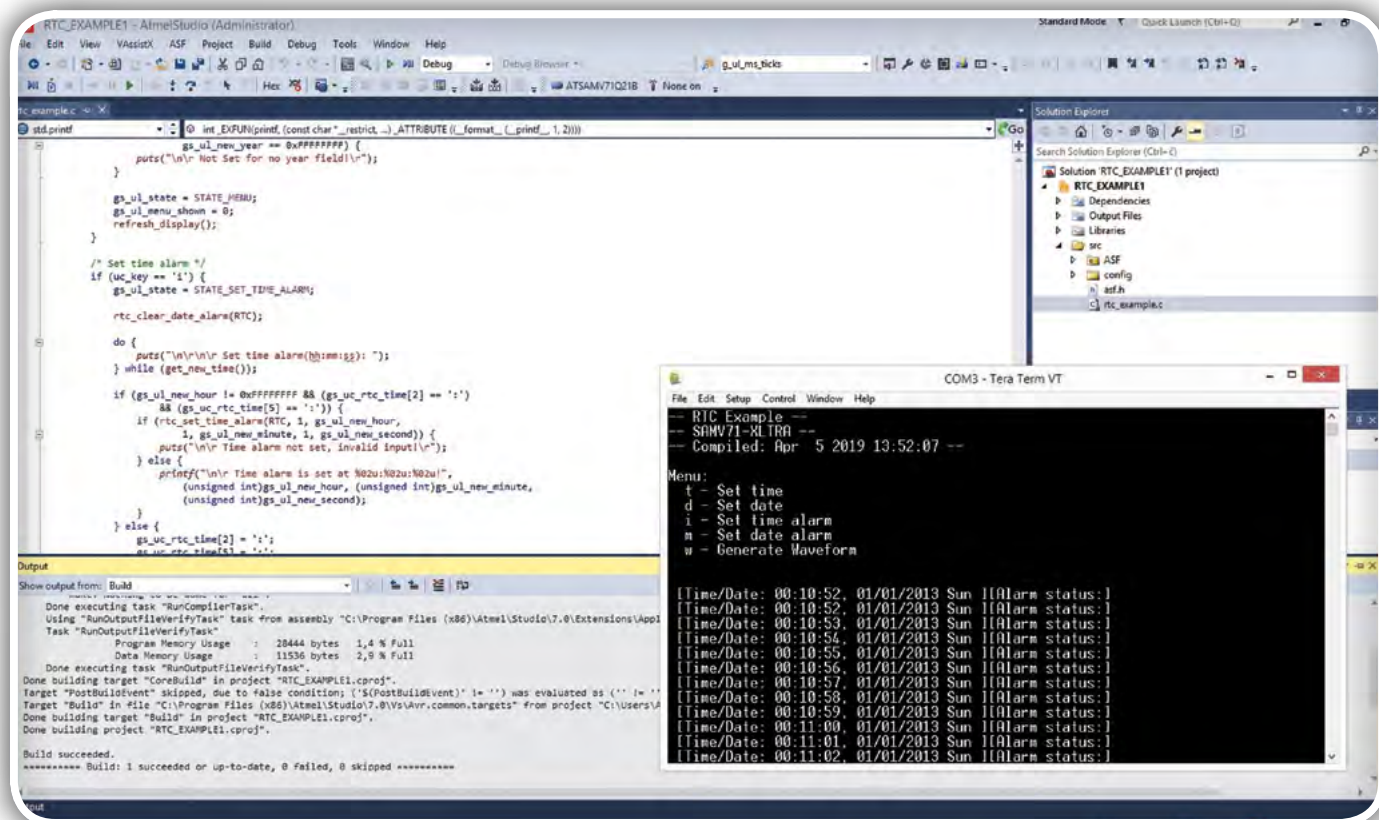 RTC_EXAMPLE1 - AtmelStudio (Administrator)
Standard Mode
Quick Launch (Ctrl+Q)
File Edit View VAssistX ASF Project Build Debug Tools Window Help
Debug
Debug Browser
g_ul_ms_ticks
Hex
ATSAMV71Q21B
None on
rtc_example.c
std.printf
int _EXFUN(printf, (const char *__restrict, ...) _ATTRIBUTE ((__format__ (__printf__, 1, 2))))
Go
gs_ul_new_year == 0xFFFFFFFF) {
puts("\n\r Not Set for no year field!\r");
}
gs_ul_state = STATE_MENU;
gs_ul_menu_shown = 0;
refresh_display();
}
/* Set time alarm */
if (uc_key == 'i') {
gs_ul_state = STATE_SET_TIME_ALARM;
rtc_clear_date_alarm(RTC);
do {
puts("\n\r\n\r Set time alarm(hh:mm:ss): ");
} while (get_new_time());
if (gs_ul_new_hour != 0xFFFFFFFF && (gs_uc_rtc_time[2] == ':')
&& (gs_uc_rtc_time[5] == ':')) {
if (rtc_set_time_alarm(RTC, 1, gs_ul_new_hour,
1, gs_ul_new_minute, 1, gs_ul_new_second)) {
puts("\n\r Time alarm not set, invalid input!\r");
} else {
printf("\n\r Time alarm is set at %02u:%02u:%02u!",
(unsigned int)gs_ul_new_hour, (unsigned int)gs_ul_new_minute,
(unsigned int)gs_ul_new_second);
}
} else {
gs_uc_rtc_time[2] = ':';
gs_uc_rtc_time[5] = ':';
Solution Explorer
Search Solution Explorer (Ctrl+č)
Solution 'RTC_EXAMPLE1' (1 project)
RTC_EXAMPLE1
Dependencies
Output Files
Libraries
src
ASF
config
asf.h
rtc_example.c
COM3 - Tera Term VT
File Edit Setup Control Window Help
-- RTC Example --
-- SAMV71-XLTRA --
-- Compiled: Apr  5 2019 13:52:07 --
Menu:
t - Set time
d - Set date
i - Set time alarm
m - Set date alarm
w - Generate Waveform
[Time/Date: 00:10:52, 01/01/2013 Sun ][Alarm status:]
[Time/Date: 00:10:52, 01/01/2013 Sun ][Alarm status:]
[Time/Date: 00:10:53, 01/01/2013 Sun ][Alarm status:]
[Time/Date: 00:10:54, 01/01/2013 Sun ][Alarm status:]
[Time/Date: 00:10:55, 01/01/2013 Sun ][Alarm status:]
[Time/Date: 00:10:56, 01/01/2013 Sun ][Alarm status:]
[Time/Date: 00:10:57, 01/01/2013 Sun ][Alarm status:]
[Time/Date: 00:10:58, 01/01/2013 Sun ][Alarm status:]
[Time/Date: 00:10:59, 01/01/2013 Sun ][Alarm status:]
[Time/Date: 00:11:00, 01/01/2013 Sun ][Alarm status:]
[Time/Date: 00:11:01, 01/01/2013 Sun ][Alarm status:]
[Time/Date: 00:11:02, 01/01/2013 Sun ][Alarm status:]
Output
Show output from: Build
Done executing task "RunCompilerTask".
Using "RunOutputFileVerifyTask" task from assembly "C:\Program Files (x86)\Atmel\Studio\7.0\Extensions\Appl
Task "RunOutputFileVerifyTask"
Program Memory Usage : 28444 bytes 1,4 % Full
Data Memory Usage : 11536 bytes 2,9 % Full
Done executing task "RunOutputFileVerifyTask".
Done building target "CoreBuild" in project "RTC_EXAMPLE1.cproj".
Target "PostBuildEvent" skipped, due to false condition; ('$(PostBuildEvent)' != '') was evaluated as ('' != ''
Target "Build" in file "C:\Program Files (x86)\Atmel\Studio\7.0\Vs\Avr.common.targets" from project "C:\Users\A
Done building target "Build" in project "RTC_EXAMPLE1.cproj".
Done building project "RTC_EXAMPLE1.cproj".
Build succeeded.
========== Build: 1 succeeded or up-to-date, 0 failed, 0 skipped ==========